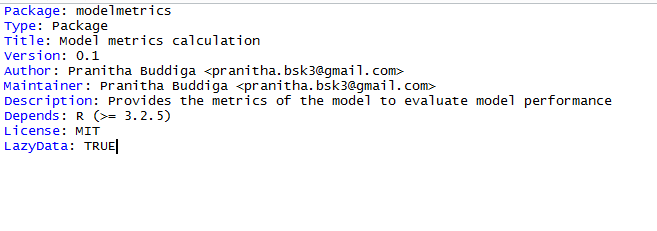 Package: modelmetrics
Type: Package
Title: Model metrics calculation
Version: 0.1
Author: Pranitha Buddiga <pranitha.bsk3@gmail.com>
Maintainer: Pranitha Buddiga <pranitha.bsk3@gmail.com>
Description: Provides the metrics of the model to evaluate model performance
Depends: R (>= 3.2.5)
License: MIT
LazyData: TRUE